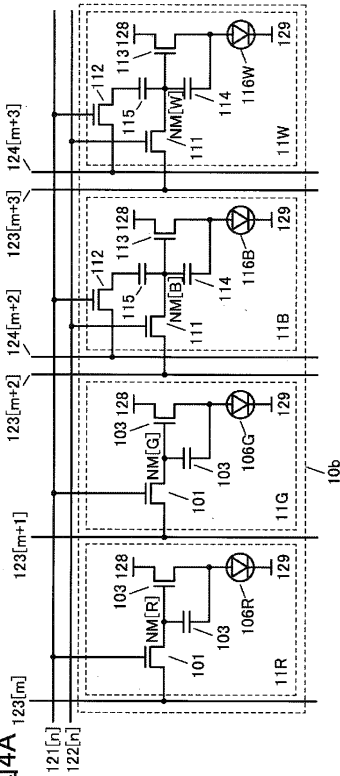 4A
123[m]
123[m+1]
123[m+2]
124[m+2]
123[m+3]
124[m+3]
121[n]
122[n]
103
128
NM[R]
103
101
106R
11R
129
103
128
NM[G]
103
101
106G
11G
129
112
113
128
115
NM[B]
111
114
116B
11B
129
112
113
128
115
NM[W]
111
114
116W
11W
129
10b